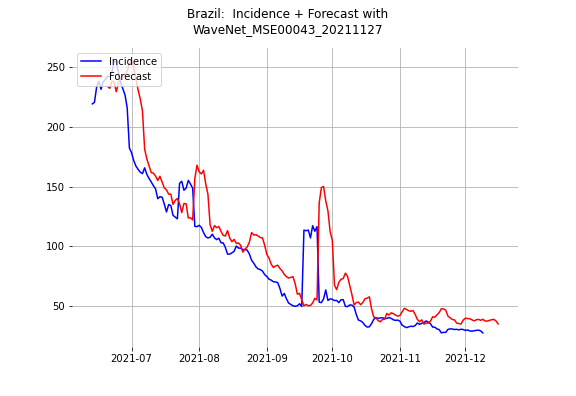 Brazil:  Incidence + Forecast with
WaveNet_MSE00043_20211127
Incidence
Forecast
250
200
150
100
50
2021-07
2021-08
2021-09
2021-10
2021-11
2021-12